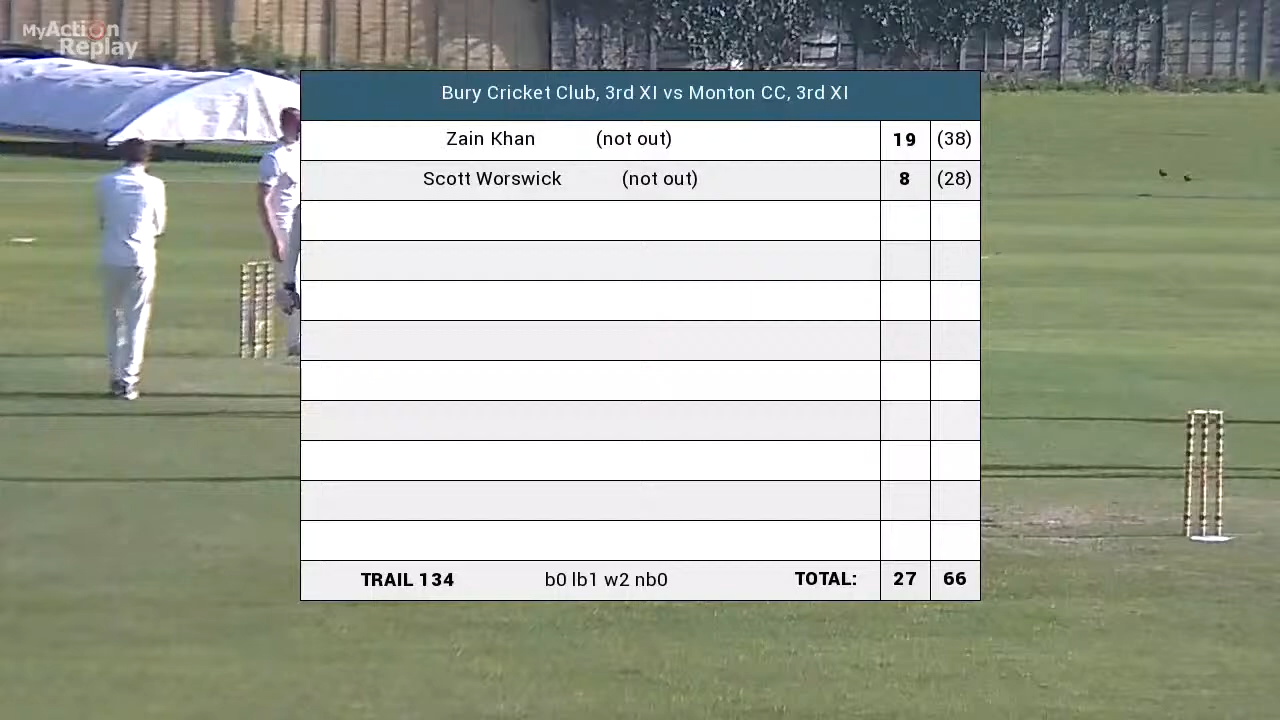 MyAction
Replay
Bury Cricket Club, 3rd XI vs Monton CC, 3rd XI
Zain Khan (not out) 19 (38)
Scott Worswick (not out) 8 (28)
TRAIL 134 b0 lb1 w2 nb0 TOTAL: 27 66